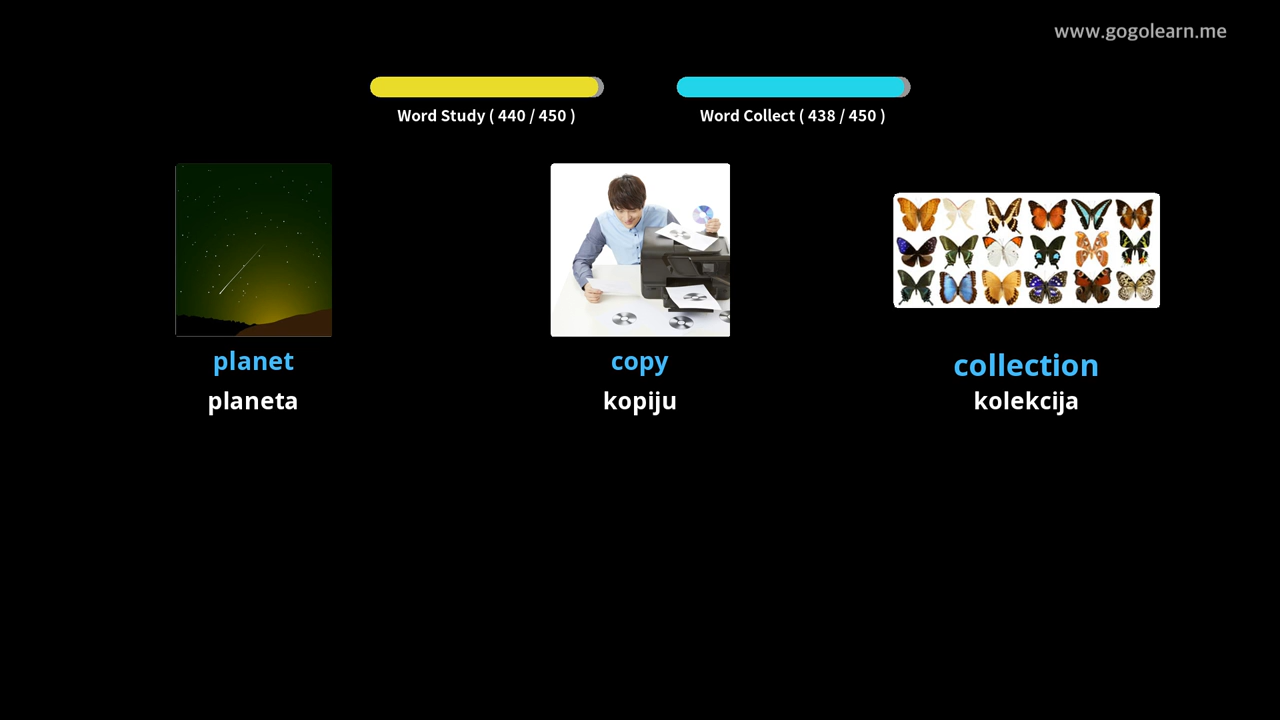 www.gogolearn.me
Word Study ( 440 / 450 )
Word Collect ( 438 / 450 )
planet
copy
collection
planeta
kopiju
kolekcija